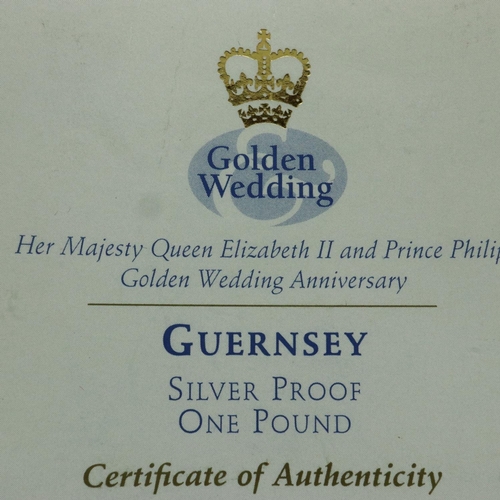 Golden
Wedding
Her Majesty Queen Elizabeth II and Prince Philip
Golden Wedding Anniversary
GUERNSEY
SILVER PROOF
ONE POUND
Certificate of Authenticity